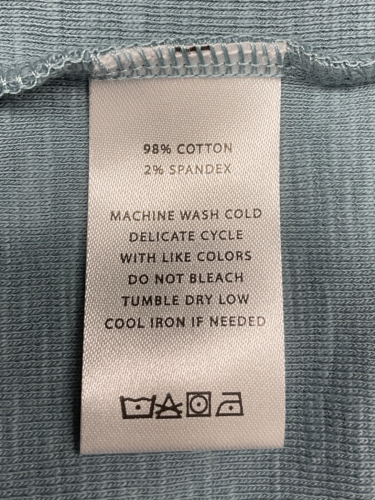 98% COTTON
2% SPANDEX
MACHINE WASH COLD
DELICATE CYCLE
WITH LIKE COLORS
DO NOT BLEACH
TUMBLE DRY LOW
COOL IRON IF NEEDED